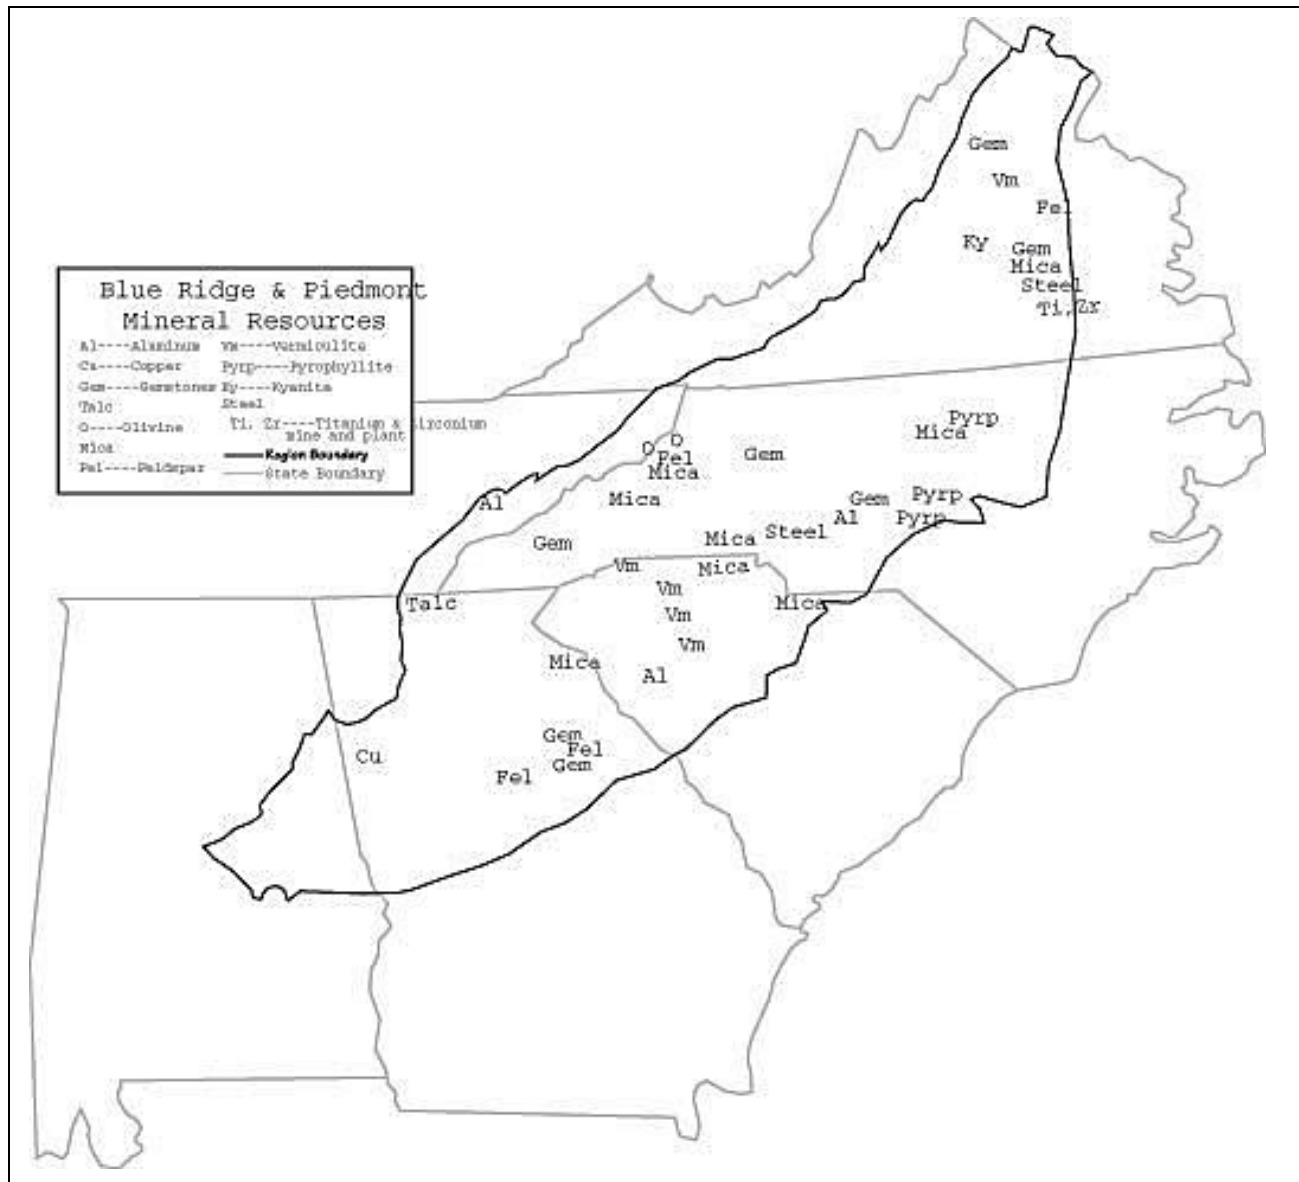 Gem
Vm
Fel
Ky
Gem
Mica
Steel
Ti, Zr
Blue Ridge & Piedmont
Mineral Resources
Al----Aluminum Vm----Vermiculite
Cu----Copper Pyrp----Pyrophyllite
Gem----Gemstones Ky----Kyanite
Talc Steel
O----Olivine Ti, Zr----Titanium & Zirconium
mine and plant
Mica Region Boundary
Fel----Feldspar State Boundary
Pyrp
Mica
O O
Fel
Mica
Gem
Al
Mica
Gem
Pyrp
Al
Pyrp
Steel
Mica
Gem
Vm
Mica
Vm
Talc
Mica
Vm
Vm
Mica
Al
Gem
Fel
Cu
Gem
Fel